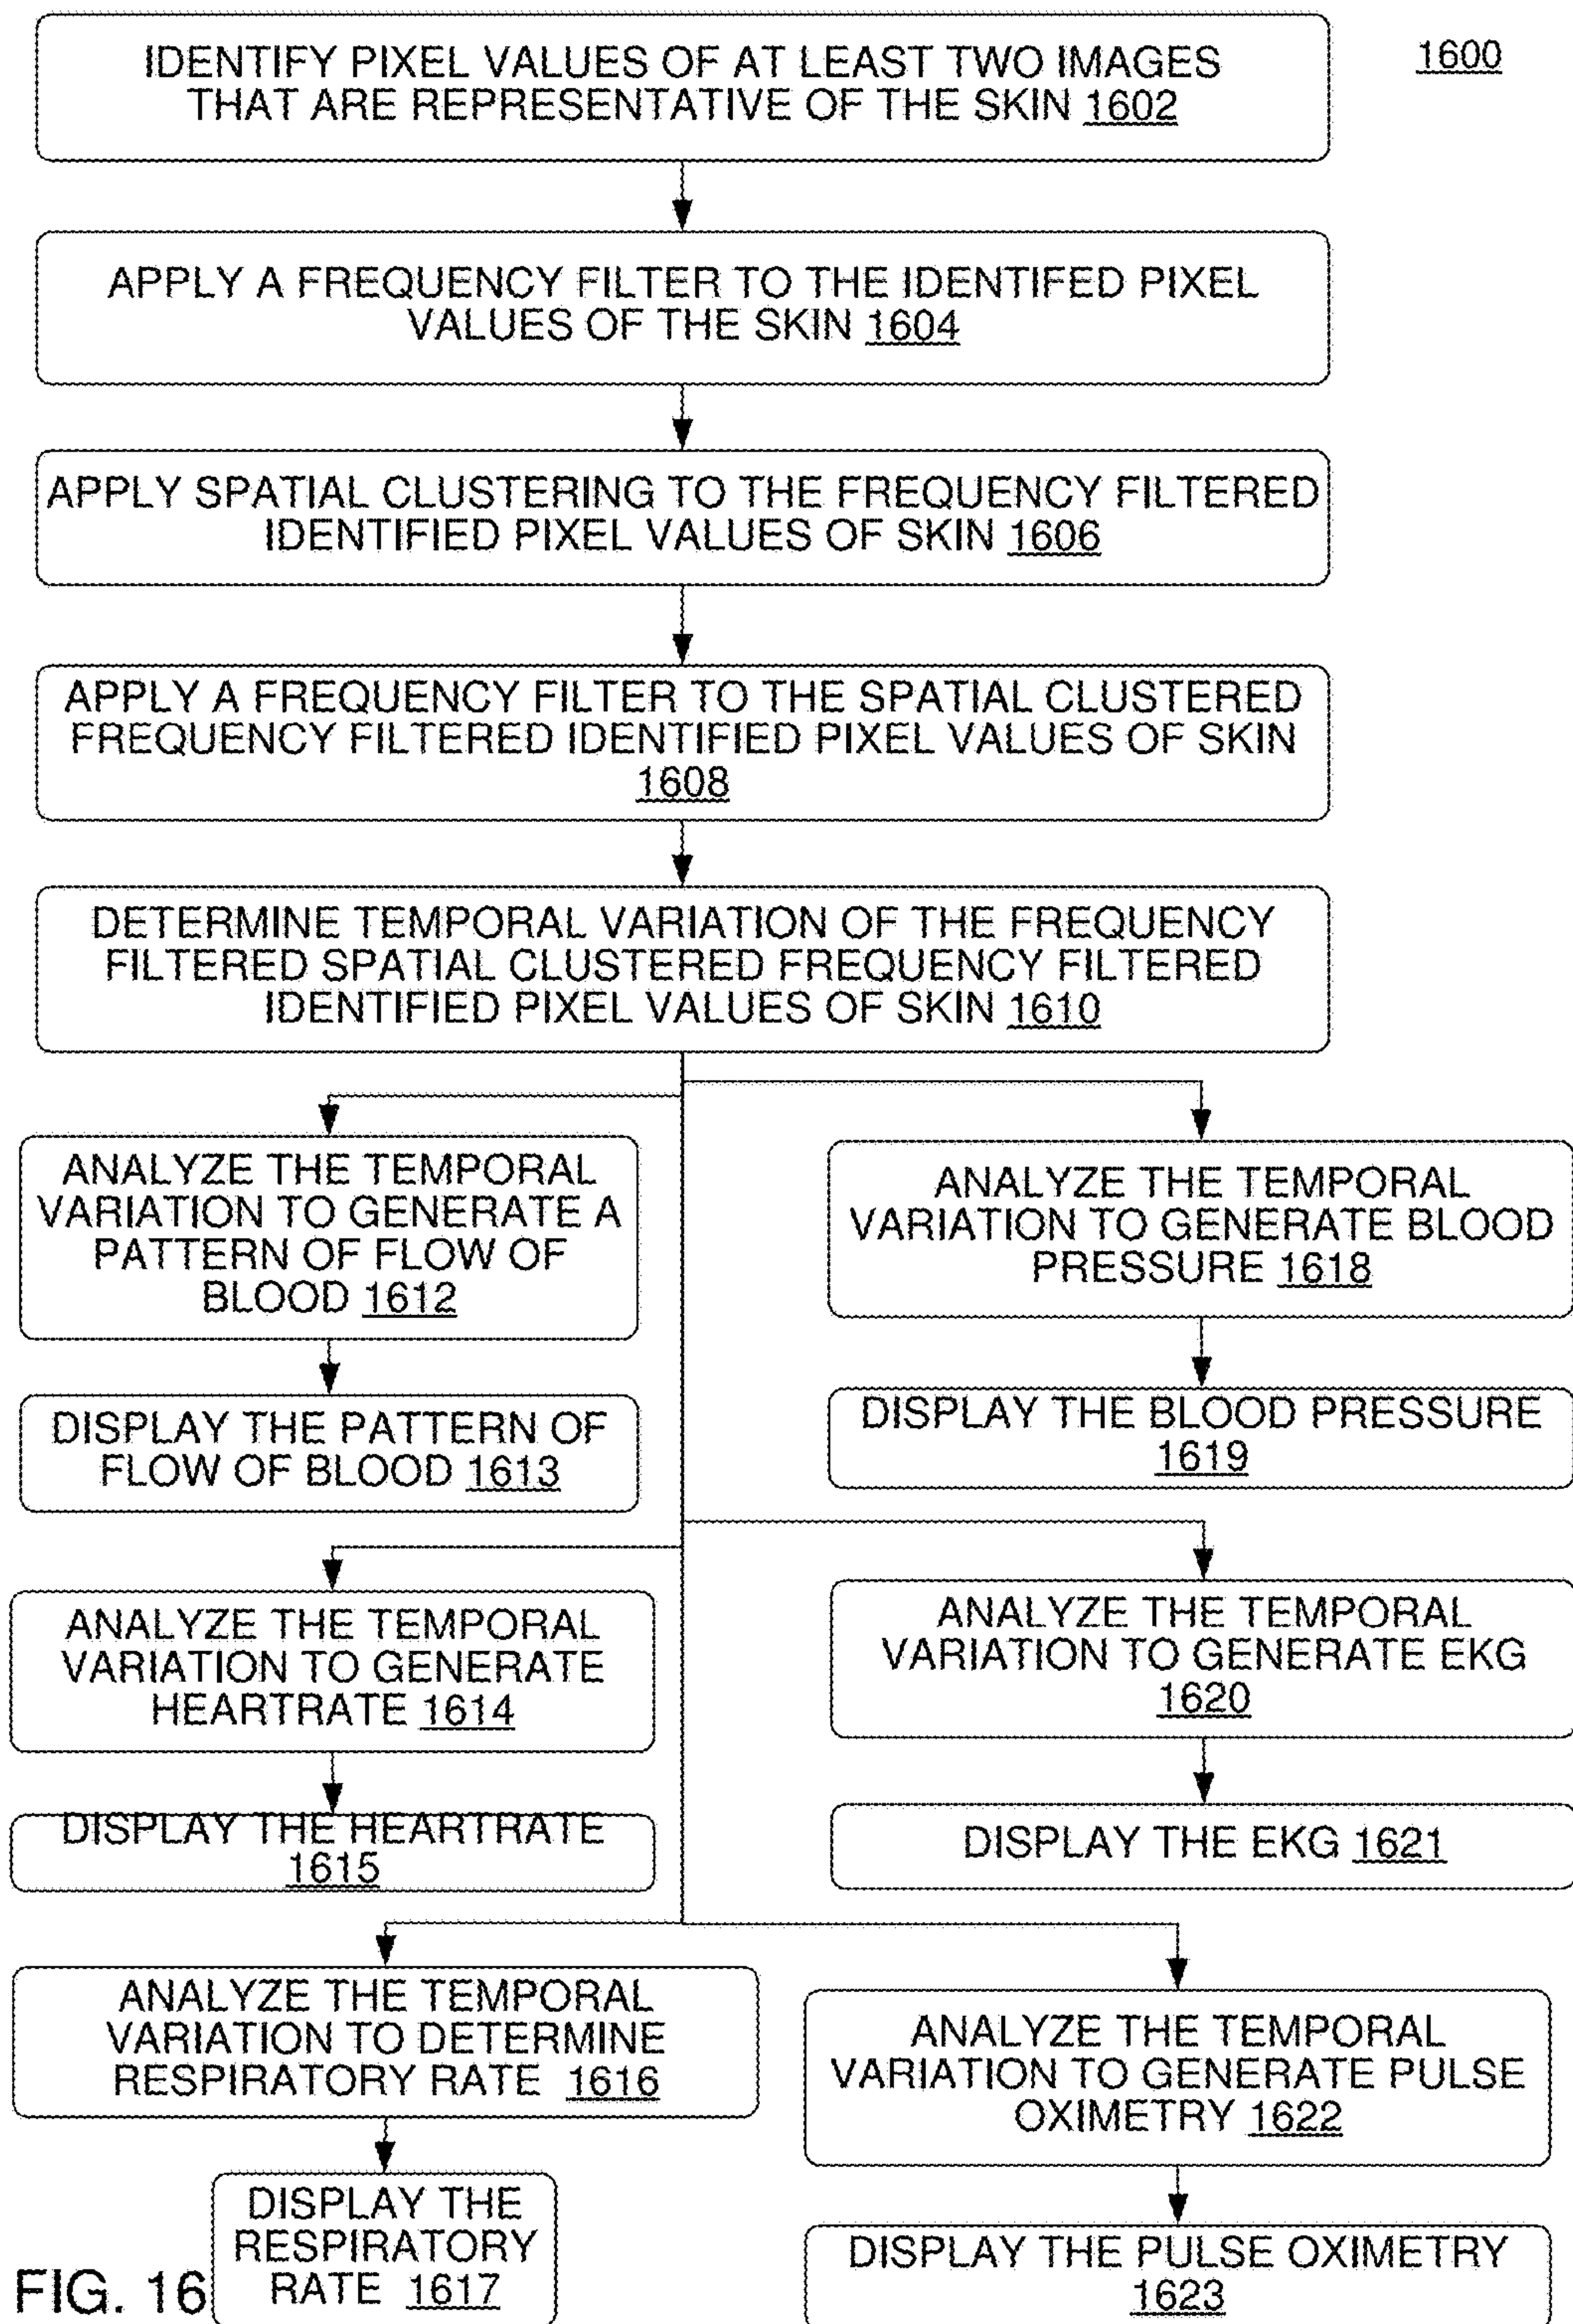 IDENTIFY PIXEL VALUES OF AT LEAST TWO IMAGES
THAT ARE REPRESENTATIVE OF THE SKIN 1602
1600
APPLY A FREQUENCY FILTER TO THE IDENTIFED PIXEL
VALUES OF THE SKIN 1604
APPLY SPATIAL CLUSTERING TO THE FREQUENCY FILTERED
IDENTIFIED PIXEL VALUES OF SKIN 1606
APPLY A FREQUENCY FILTER TO THE SPATIAL CLUSTERED
FREQUENCY FILTERED IDENTIFIED PIXEL VALUES OF SKIN
1608
DETERMINE TEMPORAL VARIATION OF THE FREQUENCY
FILTERED SPATIAL CLUSTERED FREQUENCY FILTERED
IDENTIFIED PIXEL VALUES OF SKIN 1610
ANALYZE THE TEMPORAL
VARIATION TO GENERATE A
PATTERN OF FLOW OF
BLOOD 1612
DISPLAY THE PATTERN OF
FLOW OF BLOOD 1613
ANALYZE THE TEMPORAL
VARIATION TO GENERATE BLOOD
PRESSURE 1618
DISPLAY THE BLOOD PRESSURE
1619
ANALYZE THE TEMPORAL
VARIATION TO GENERATE
HEARTRATE 1614
DISPLAY THE HEARTRATE
1615
ANALYZE THE TEMPORAL
VARIATION TO GENERATE EKG
1620
DISPLAY THE EKG 1621
ANALYZE THE TEMPORAL
VARIATION TO DETERMINE
RESPIRATORY RATE 1616
DISPLAY THE
RESPIRATORY
RATE 1617
ANALYZE THE TEMPORAL
VARIATION TO GENERATE PULSE
OXIMETRY 1622
DISPLAY THE PULSE OXIMETRY
1623
FIG. 16